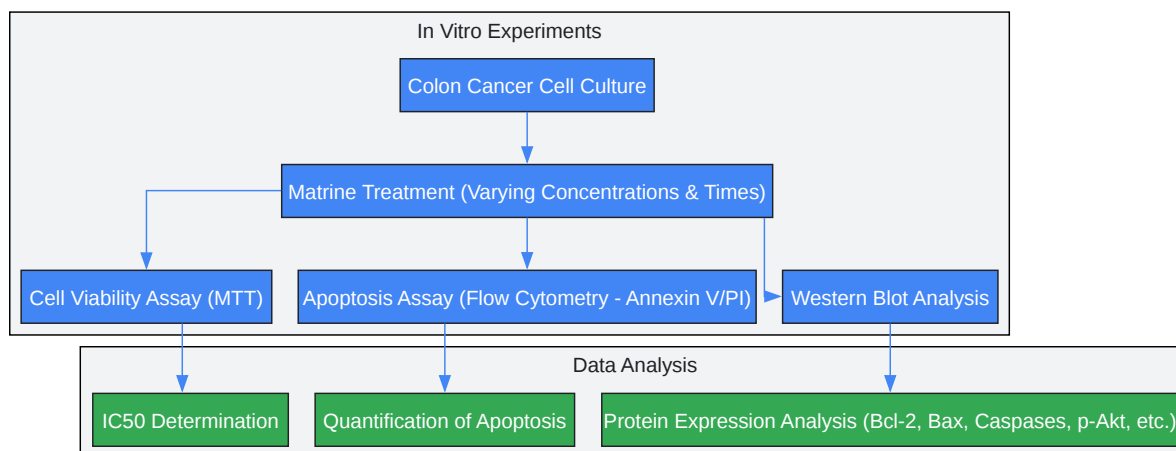 In Vitro Experiments
Colon Cancer Cell Culture
Matrine Treatment (Varying Concentrations & Times)
Cell Viability Assay (MTT)
Apoptosis Assay (Flow Cytometry - Annexin V/PI)
Western Blot Analysis
Data Analysis
IC50 Determination
Quantification of Apoptosis
Protein Expression Analysis (Bcl-2, Bax, Caspases, p-Akt, etc.)